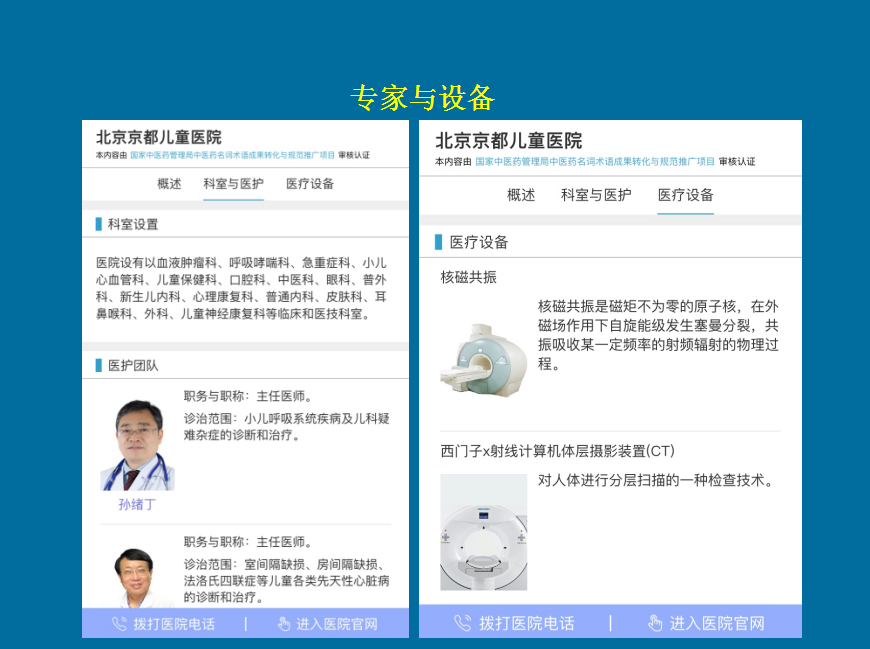 专家与设备
北京京都儿童医院
本内容由 国家中医药管理局中医药名词术语成果转化与规范推广项目 审核认证
概述 科室与医护 医疗设备
科室设置
医院设有以血液肿瘤科、呼吸哮喘科、急重症科、小儿
心血管科、儿童保健科、口腔科、中医科、眼科、普外
科、新生儿内科、心理康复科、普通内科、皮肤科、耳
鼻喉科、外科、儿童神经康复科等临床和医技科室。
医护团队
职务与职称：主任医师。
诊治范围：小儿呼吸系统疾病及儿科疑
难杂症的诊断和治疗。
孙绪丁
职务与职称：主任医师。
诊治范围：室间隔缺损、房间隔缺损、
法洛氏四联症等儿童各类先天性心脏病
的诊断和治疗。
拨打医院电话 | 进入医院官网
北京京都儿童医院
本内容由 国家中医药管理局中医药名词术语成果转化与规范推广项目 审核认证
概述 科室与医护 医疗设备
医疗设备
核磁共振
核磁共振是磁矩不为零的原子核，在外
磁场作用下自旋能级发生塞曼分裂，共
振吸收某一定频率的射频辐射的物理过
程。
西门子x射线计算机体层摄影装置(CT)
对人体进行分层扫描的一种检查技术。
拨打医院电话 | 进入医院官网